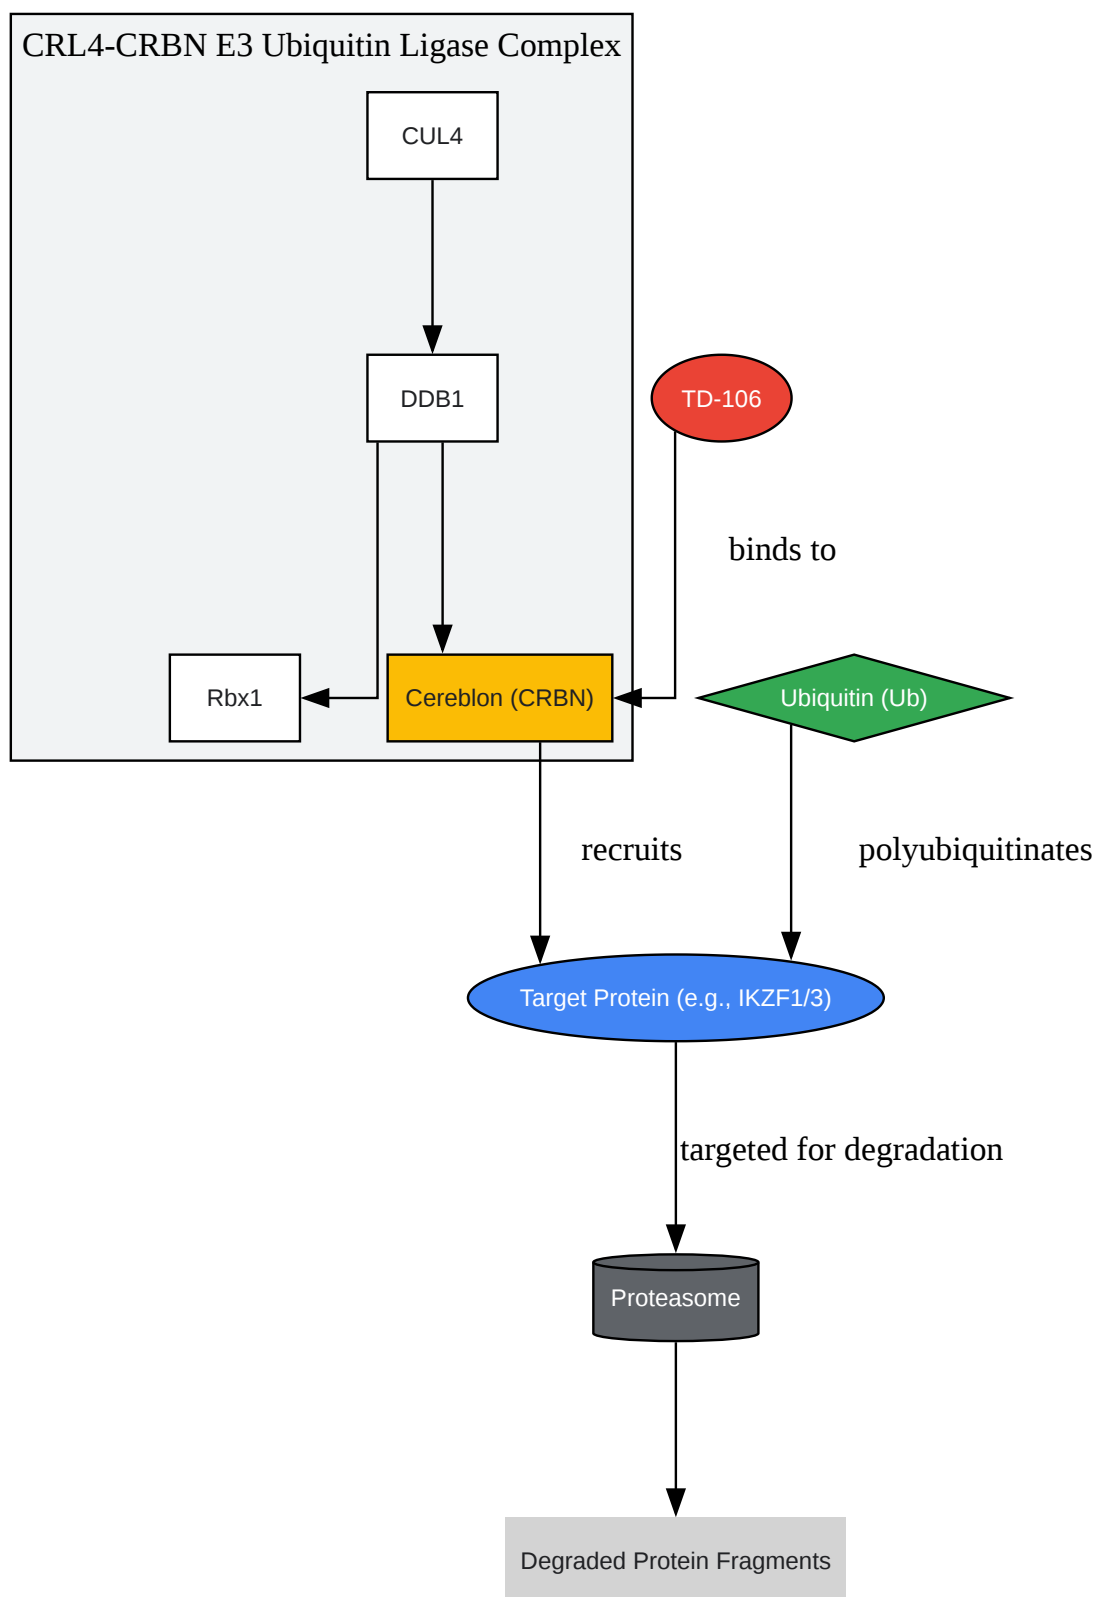 CRL4-CRBN E3 Ubiquitin Ligase Complex
CUL4
DDB1
TD-106
binds to
Rbx1
Cereblon (CRBN)
Ubiquitin (Ub)
recruits
polyubiquitinates
Target Protein (e.g., IKZF1/3)
targeted for degradation
Proteasome
Degraded Protein Fragments